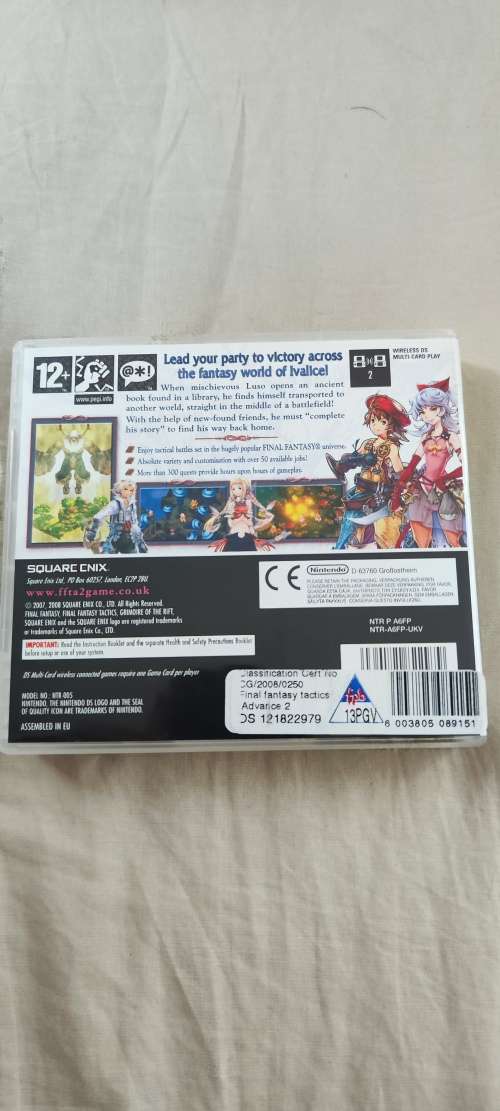 12+
www.pegi.info
@*!
Lead your party to victory across
the fantasy world of Ivalice!
2
WIRELESS DS
MULTI-CARD PLAY
When mischievous Luso opens an ancient
book found in a library, he finds himself transported to
another world, straight in the middle of a battlefield!
With the help of new-found friends, he must "complete
his story" to find his way back home.
Enjoy tactical battles set in the hugely popular FINAL FANTASY® universe.
Absolute variety and customisation with over 50 available jobs!
More than 300 quests provide hours upon hours of gameplay.
SQUARE ENIX
Square Enix Ltd, PO Box 60257, London, EC2P 2BU
www.ffta2game.co.uk
© 2007, 2008 SQUARE ENIX CO., LTD. All Rights Reserved.
FINAL FANTASY, FINAL FANTASY TACTICS, GRIMOIRE OF THE RIFT,
SQUARE ENIX and the SQUARE ENIX logo are registered trademarks
or trademarks of Square Enix Co., LTD.
IMPORTANT: Read the Instruction Booklet and the separate Health and Safety Precautions Booklet
before setup or use of your system.
DS Multi-Card wireless connected games require one Game Card per player
MODEL NO: NTR-005
NINTENDO, THE NINTENDO DS LOGO AND THE SEAL
OF QUALITY ICON ARE TRADEMARKS OF NINTENDO.
ASSEMBLED IN EU
CE
Nintendo D-63760 Großostheim
PLEASE RETAIN THE PACKAGING.
NTR P A6FP
NTR-A6FP-UKV
Classification Cert No
CG/2008/0250
Final fantasy tactics
Advance 2
DS 121822979
fpb
13PGV
6 003805 089151